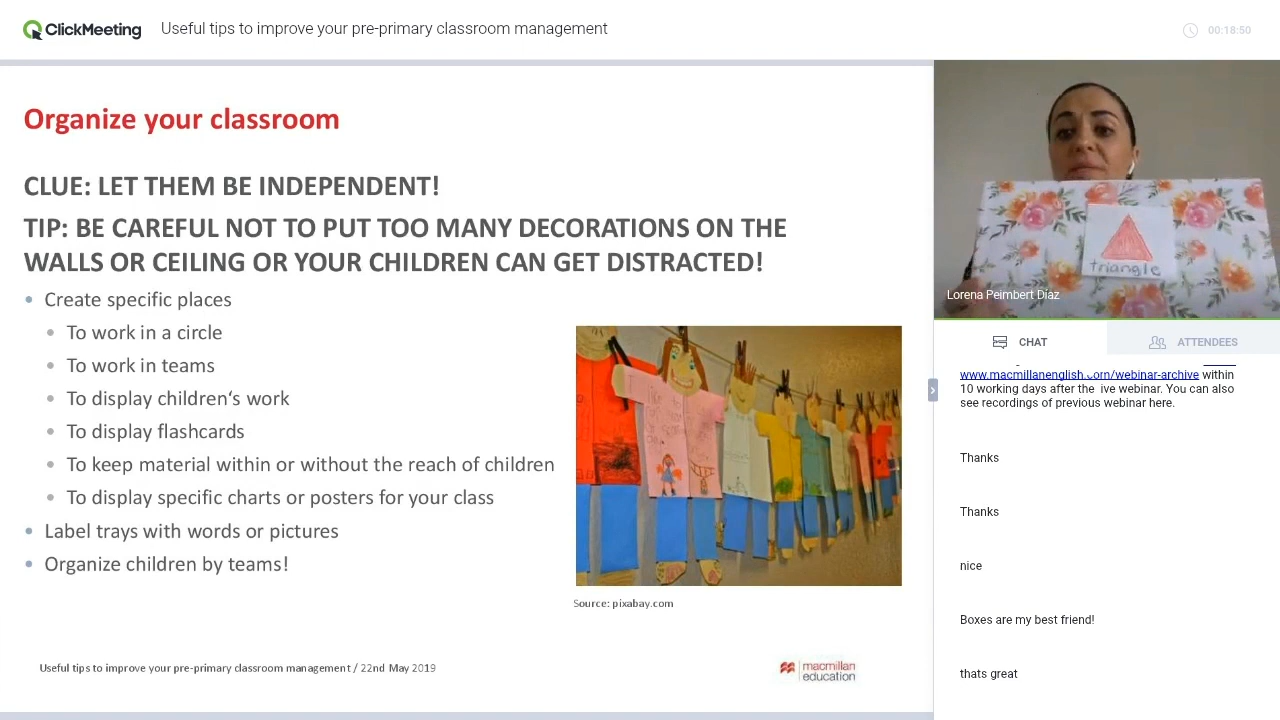 ClickMeeting Useful tips to improve your pre-primary classroom management 00:18:50
Organize your classroom
CLUE: LET THEM BE INDEPENDENT!
TIP: BE CAREFUL NOT TO PUT TOO MANY DECORATIONS ON THE
WALLS OR CEILING OR YOUR CHILDREN CAN GET DISTRACTED!
• Create specific places
• To work in a circle
• To work in teams
• To display children‘s work
• To display flashcards
• To keep material within or without the reach of children
• To display specific charts or posters for your class
• Label trays with words or pictures
• Organize children by teams!
Source: pixabay.com
Useful tips to improve your pre-primary classroom management / 22nd May 2019
macmillan
education
triangle
Lorena Peimbert Díaz
CHAT ATTENDEES
www.macmillanenglish.com/webinar-archive within
10 working days after the ive webinar. You can also
see recordings of previous webinar here.
Thanks
Thanks
nice
Boxes are my best friend!
thats great